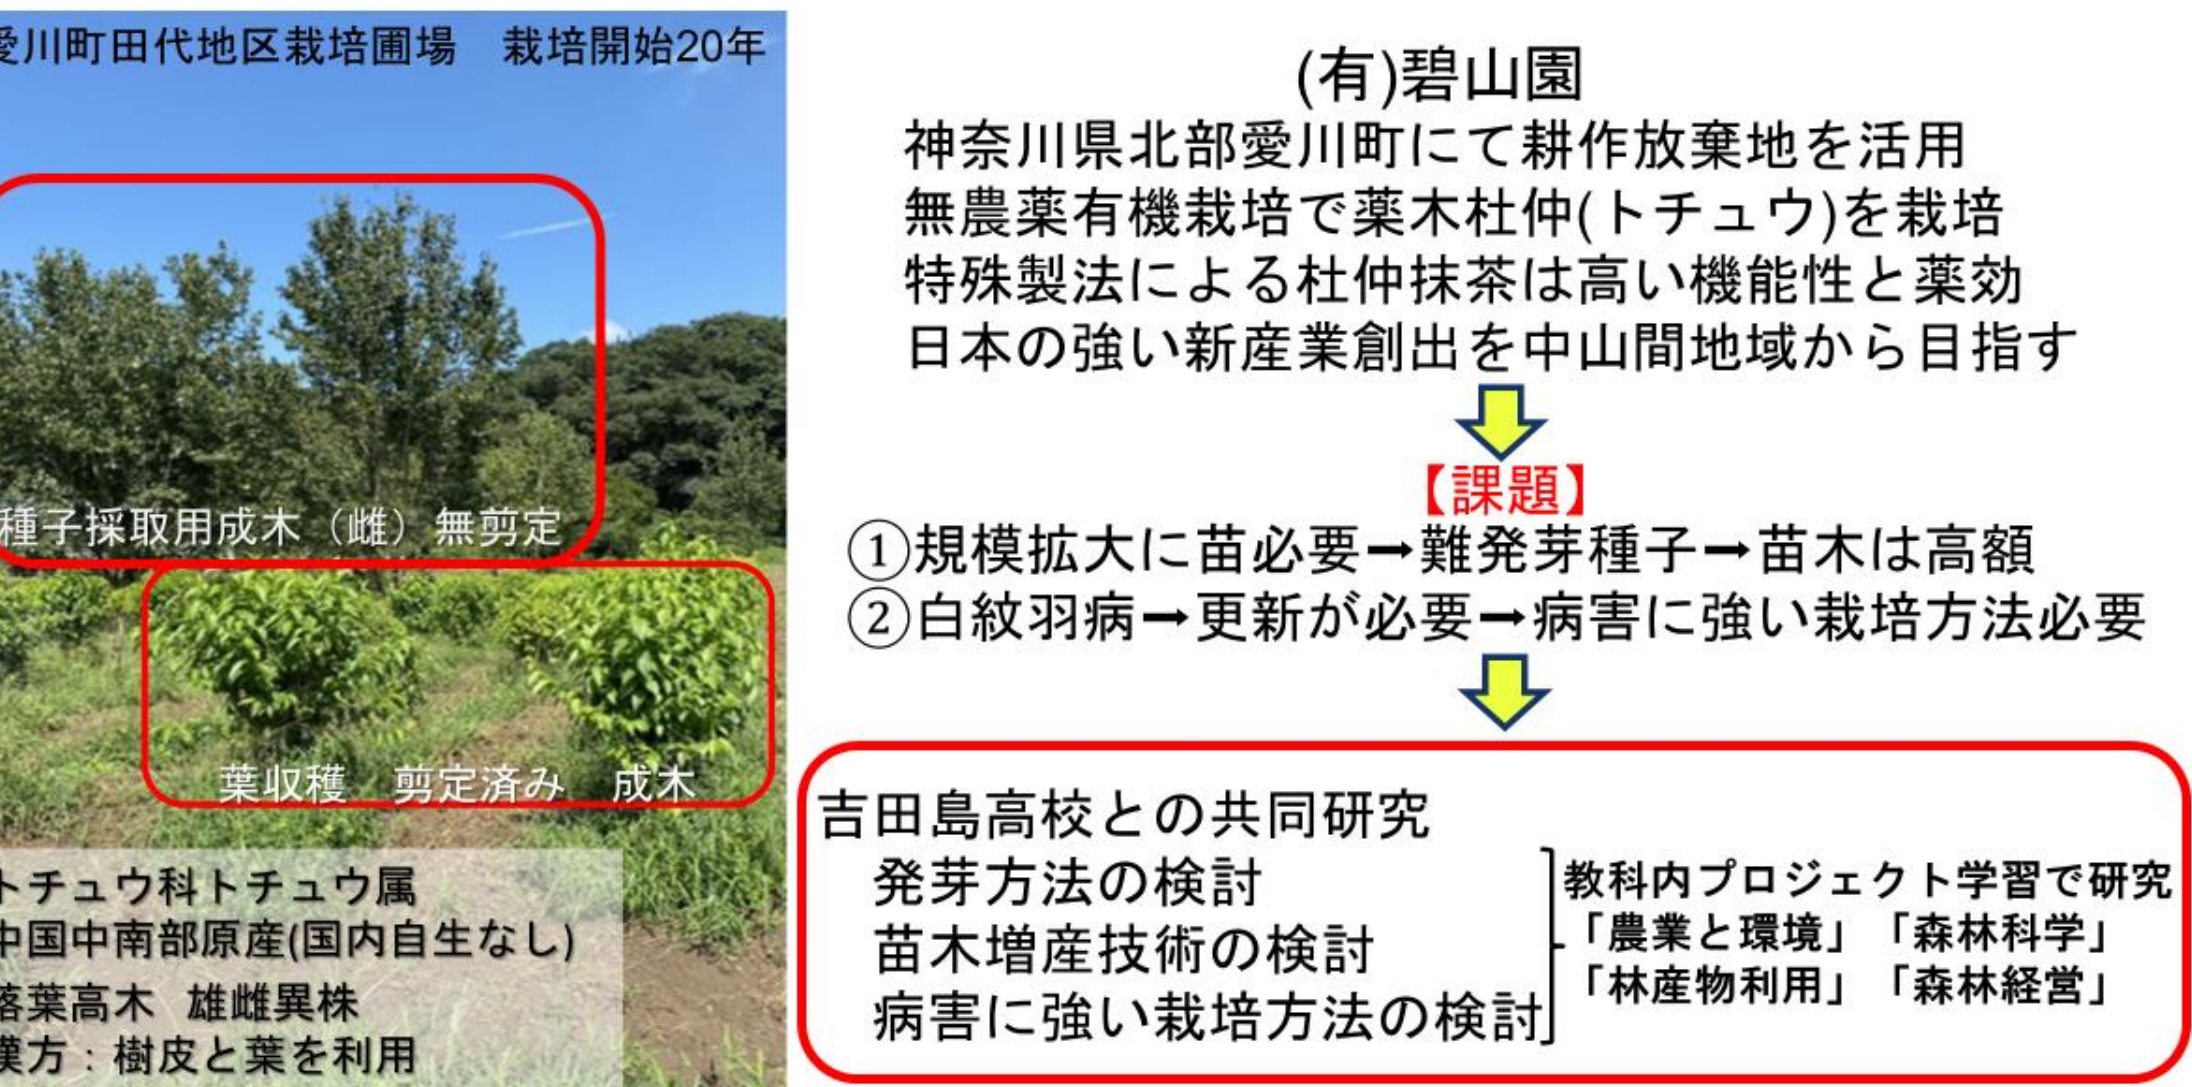 愛川町田代地区栽培圃場　栽培開始20年
種子採取用成木（雌）無剪定
葉収穫　剪定済み　成木
トチュウ科トチュウ属
中国中南部原産(国内自生なし)
落葉高木　雄雌異株
漢方：樹皮と葉を利用
(有)碧山園
神奈川県北部愛川町にて耕作放棄地を活用
無農薬有機栽培で薬木杜仲(トチュウ)を栽培
特殊製法による杜仲抹茶は高い機能性と薬効
日本の強い新産業創出を中山間地域から目指す
【課題】
①規模拡大に苗必要➞難発芽種子➞苗木は高額
②白紋羽病➞更新が必要➞病害に強い栽培方法必要
吉田島高校との共同研究
発芽方法の検討
苗木増産技術の検討
病害に強い栽培方法の検討
教科内プロジェクト学習で研究
「農業と環境」「森林科学」
「林産物利用」「森林経営」